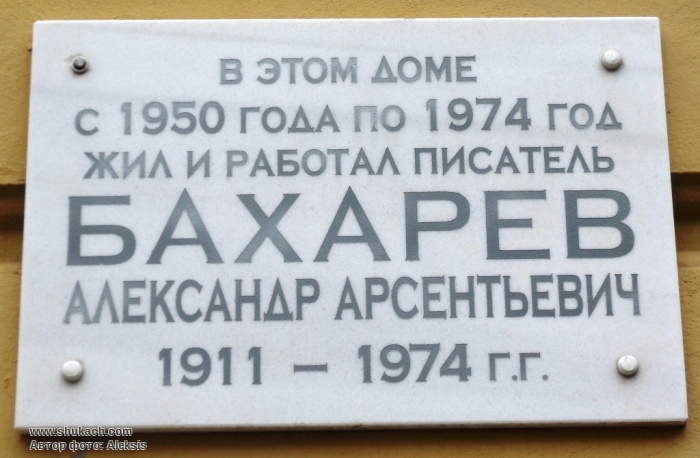 В ЭТОМ ДОМЕ
С 1950 ГОДА ПО 1974 ГОД
ЖИЛ И РАБОТАЛ ПИСАТЕЛЬ
БАХАРЕВ
АЛЕКСАНДР АРСЕНТЬЕВИЧ
1911 – 1974 Г.Г.
www.shukach.com
Автор фото: Aleksis